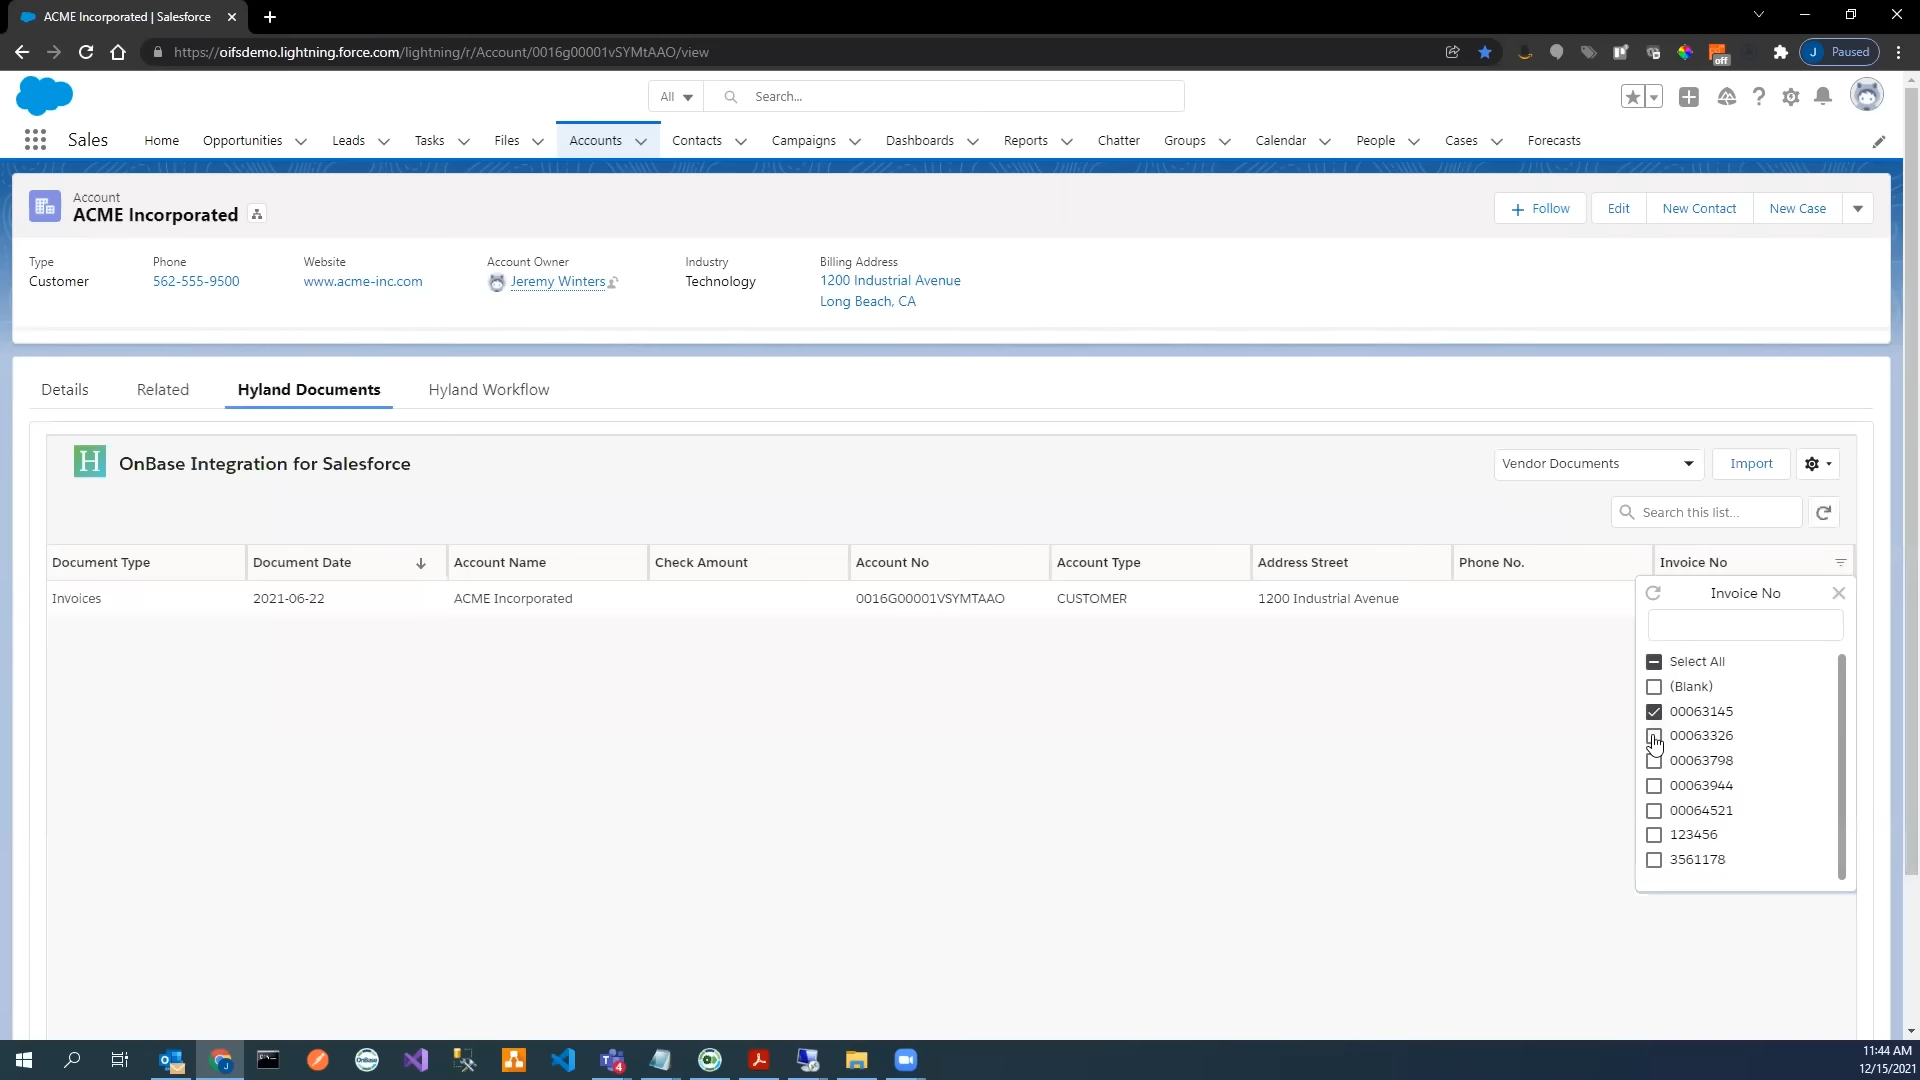 ACME Incorporated | Salesforce
https://oifsdemo.lightning.force.com/lightning/r/Account/0016g00001vSYMtAAO/view
off
J Paused
All
Search...
Sales
Home
Opportunities
Leads
Tasks
Files
Accounts
Contacts
Campaigns
Dashboards
Reports
Chatter
Groups
Calendar
People
Cases
Forecasts
Account
ACME Incorporated
Follow
Edit
New Contact
New Case
Type
Customer
Phone
562-555-9500
Website
www.acme-inc.com
Account Owner
Jeremy Winters
Industry
Technology
Billing Address
1200 Industrial Avenue
Long Beach, CA
Details
Related
Hyland Documents
Hyland Workflow
H OnBase Integration for Salesforce
Vendor Documents
Import
Search this list...
Document Type Document Date Account Name Check Amount Account No Account Type Address Street Phone No. Invoice No
Invoices 2021-06-22 ACME Incorporated 0016G00001VSYMTAAO CUSTOMER 1200 Industrial Avenue
Invoice No
Select All
(Blank)
00063145
00063326
00063798
00063944
00064521
123456
3561178
OnBase
4
11:44 AM
12/15/2021